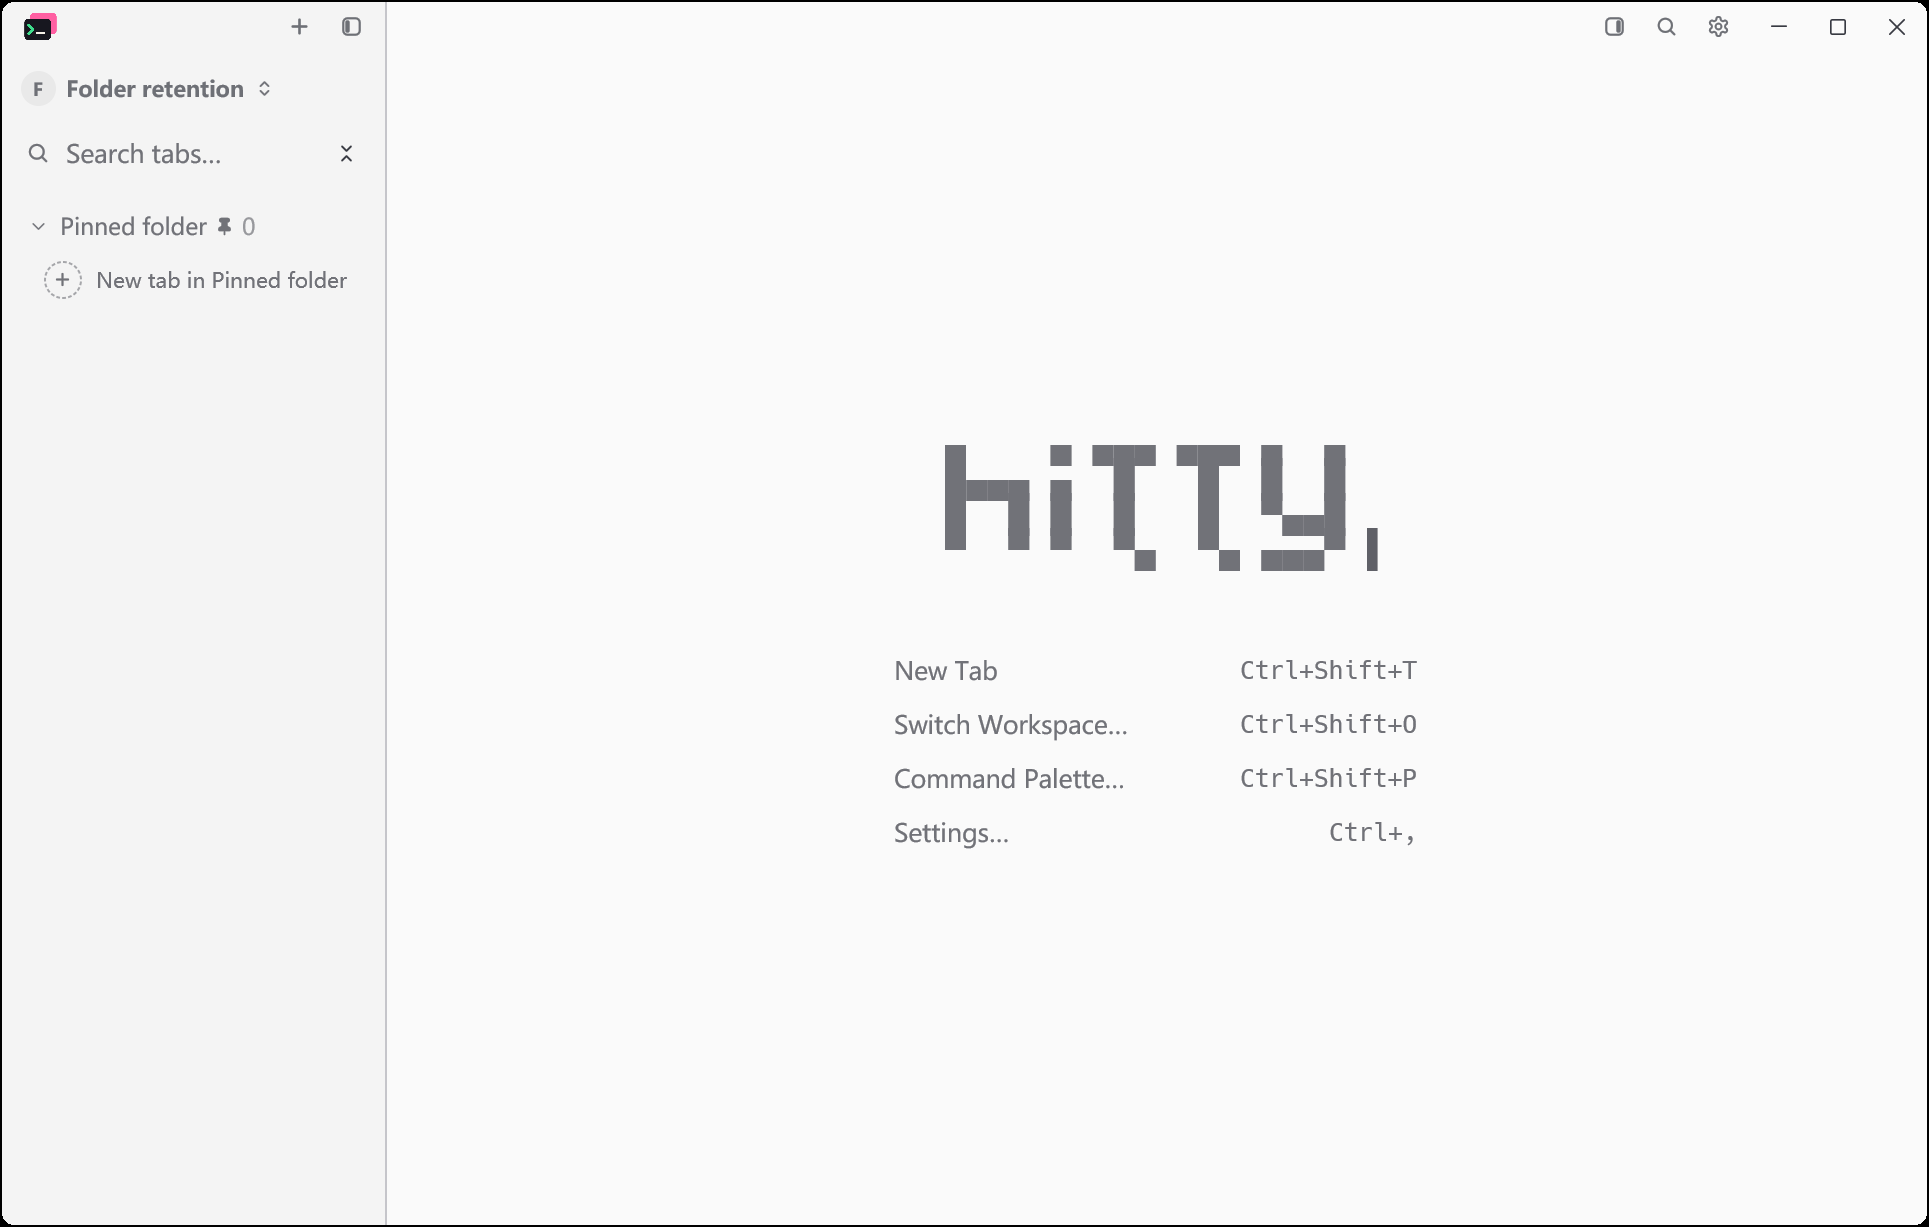 F Folder retention
Search tabs...
Pinned folder 0
New tab in Pinned folder
hitty
New Tab Ctrl+Shift+T
Switch Workspace... Ctrl+Shift+O
Command Palette... Ctrl+Shift+P
Settings... Ctrl+,